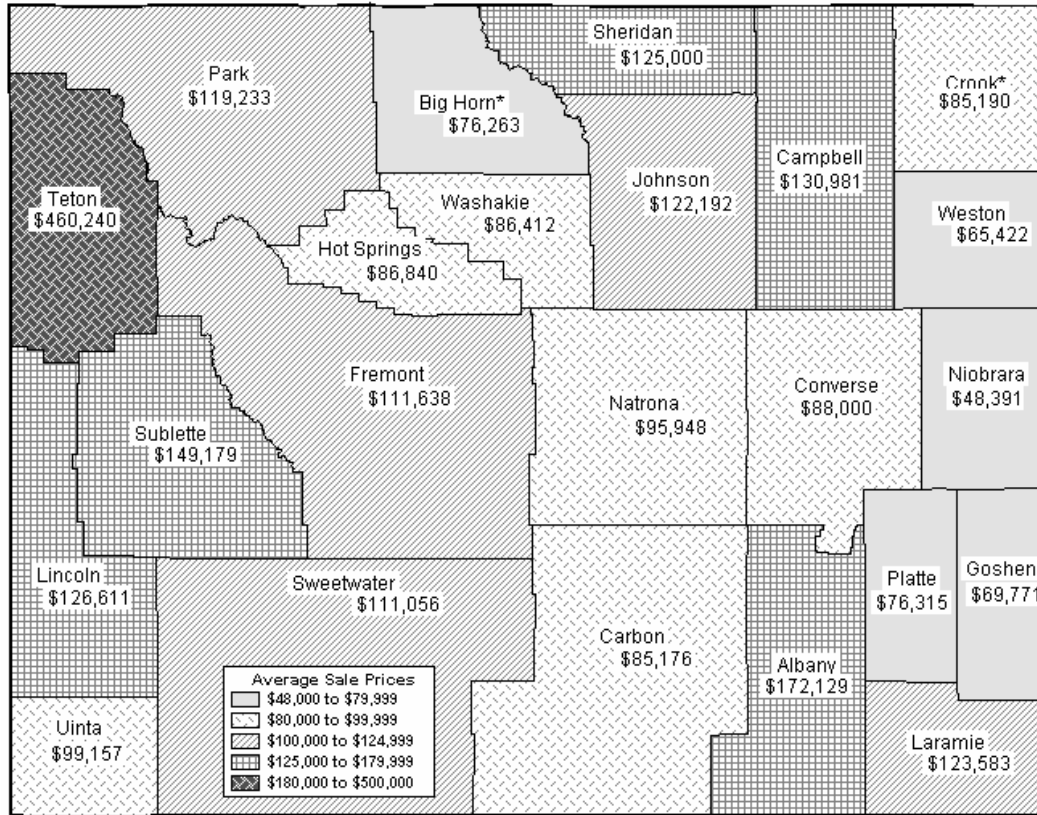 Sheridan
$125,000
Park
$119,233
Big Horn*
$76,263
Crook*
$85,190
Campbell
$130,981
Johnson
$122,192
Teton
$460,240
Washakie
$86,412
Weston
$65,422
Hot Springs
$86,840
Fremont
$111,638
Natrona
$95,948
Converse
$88,000
Niobrara
$48,391
Sublette
$149,179
Lincoln
$126,611
Sweetwater
$111,056
Platte
$76,315
Goshen
$69,771
Carbon
$85,176
Albany
$172,129
Uinta
$99,157
Laramie
$123,583
Average Sale Prices
$48,000 to $79,999
$80,000 to $99,999
$100,000 to $124,999
$125,000 to $179,999
$180,000 to $500,000